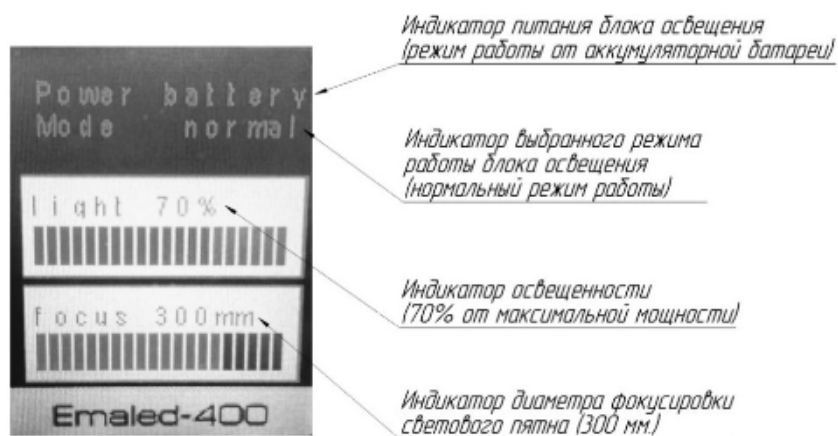 Power battery
Mode normal
light 70%
focus 300mm
Emaled-400
Индикатор питания блока освещения
(режим работы от аккумуляторной батареи)
Индикатор выбранного режима
работы блока освещения
(нормальный режим работы)
Индикатор освещенности
(70% от максимальной мощности)
Индикатор диаметра фокусировки
светового пятна (300 мм.)